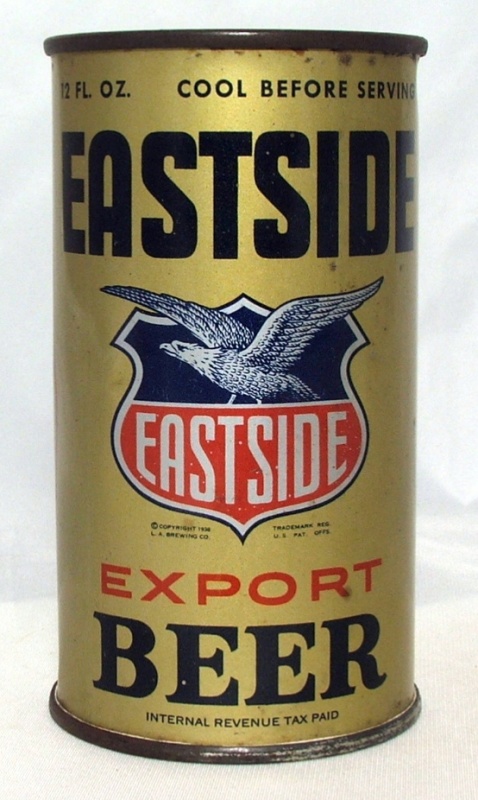 12 FL. OZ. COOL BEFORE SERVING
EASTSIDE
EASTSIDE
© COPYRIGHT 1938 TRADEMARK REG.
L. A. BREWING CO. U. S. PAT. OFFS.
EXPORT
BEER
INTERNAL REVENUE TAX PAID